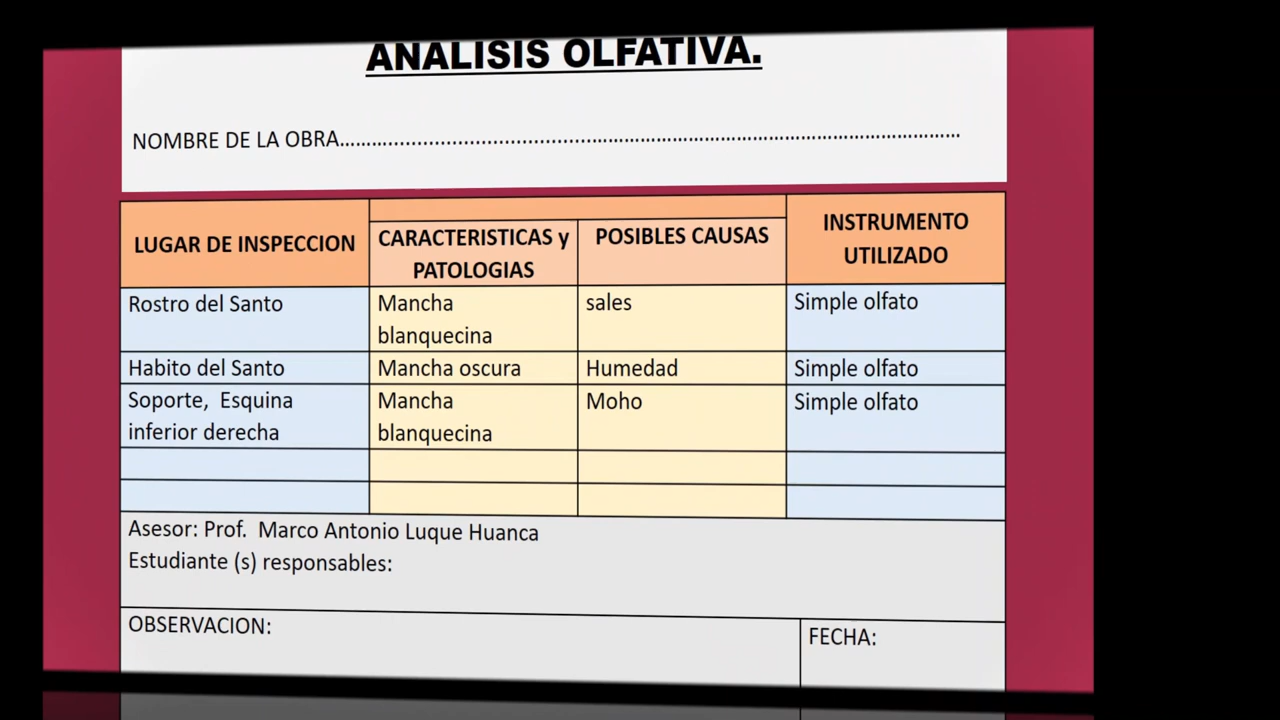 ANALISIS OLFATIVA.
NOMBRE DE LA OBRA................................................................................................
LUGAR DE INSPECCION
CARACTERISTICAS y
PATOLOGIAS
POSIBLES CAUSAS
INSTRUMENTO
UTILIZADO
Rostro del Santo
Mancha
blanquecina
sales
Simple olfato
Habito del Santo
Mancha oscura
Humedad
Simple olfato
Soporte, Esquina
inferior derecha
Mancha
blanquecina
Moho
Simple olfato
Asesor: Prof. Marco Antonio Luque Huanca
Estudiante (s) responsables:
OBSERVACION:
FECHA: